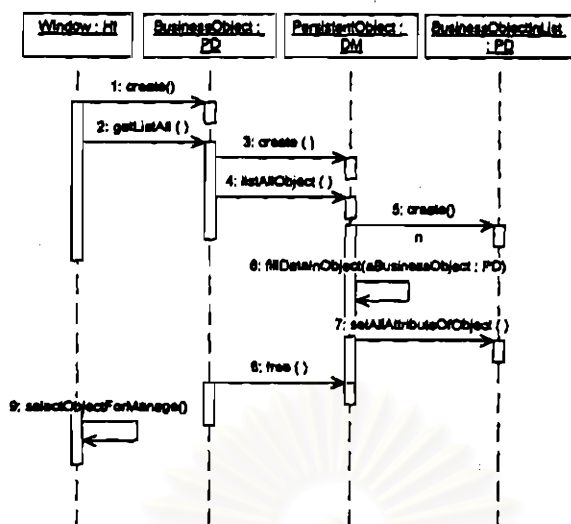 Window : HI
BusinessObject :
PD
PersistentObject :
DM
BusinessObjectInList
: PD
1: create()
2: getListAll ( )
3: create ( )
4: listAllObject ( )
5: create()
n
6: fillDataInObject(aBusinessObject : PD)
7: setAllAttributeOfObject ( )
8: free ( )
9: selectObjectForManage()